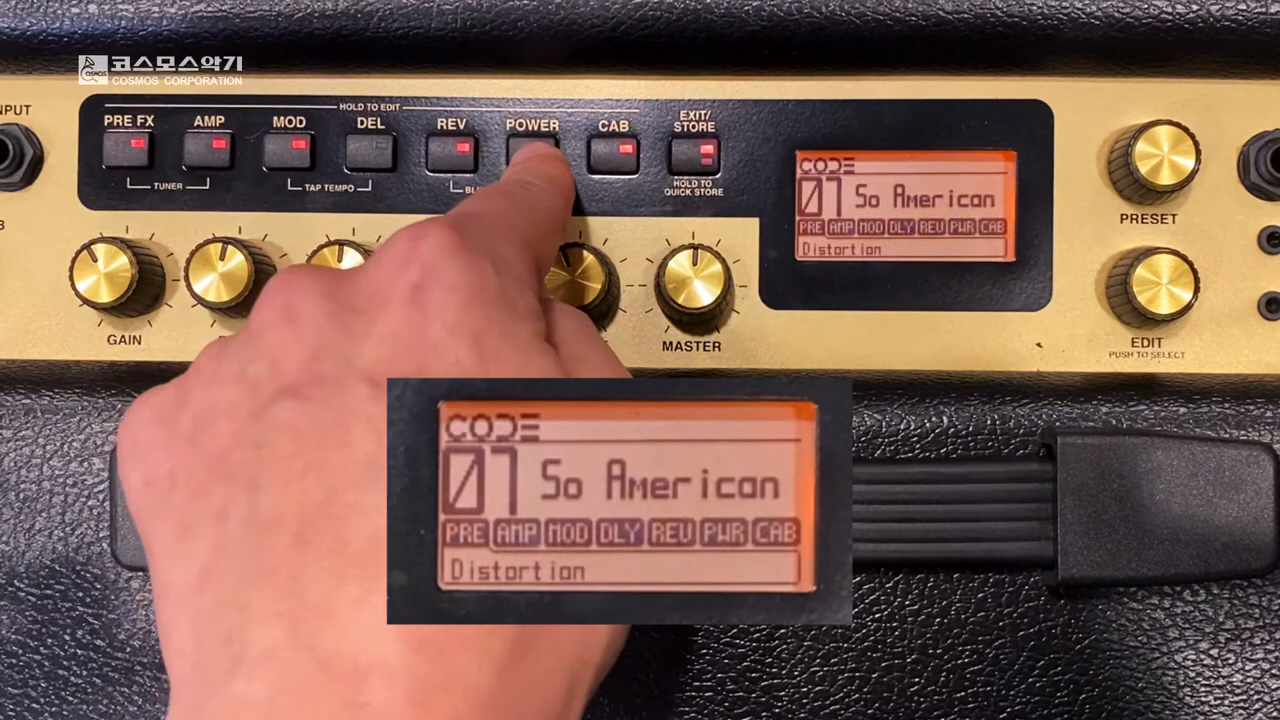 코스모스악기
COSMOS CORPORATION
HOLD TO EDIT
PRE FX AMP MOD DEL REV POWER CAB EXIT/STORE
TUNER
TAP TEMPO
HOLD TO QUICK STORE
GAIN
MASTER
CODE
07 So American
PRE AMP MOD DLY REV PWR CAB
Distortion
PRESET
EDIT
PUSH TO SELECT
CODE
07 So American
PRE AMP MOD DLY REV PWR CAB
Distortion